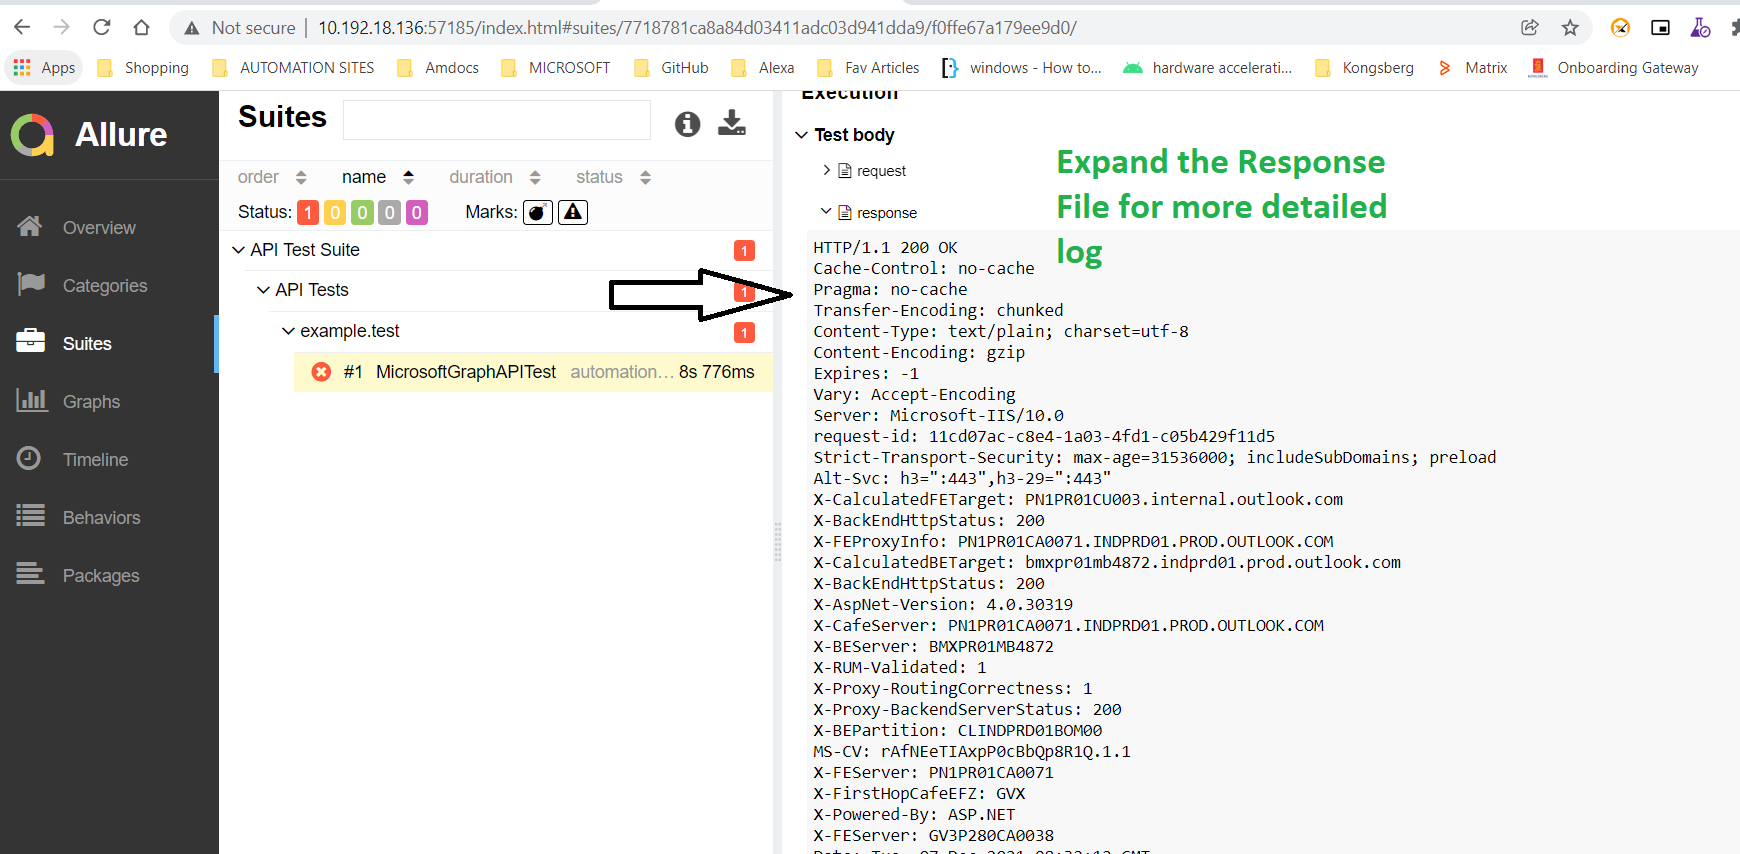 Not secure | 10.192.18.136:57185/index.html#suites/7718781ca8a84d03411adc03d941dda9/f0ffe67a179ee9d0/
Apps Shopping AUTOMATION SITES Amdocs MICROSOFT GitHub Alexa Fav Articles windows - How to... hardware accelerati... Kongsberg Matrix Onboarding Gateway
Allure
Overview
Categories
Suites
Graphs
Timeline
Behaviors
Packages
Suites
order name duration status
Status: 1 0 0 0 0 Marks:
API Test Suite 1
API Tests 1
example.test 1
#1 MicrosoftGraphAPITest automation... 8s 776ms
Execution
Test body
request
response
Expand the Response
File for more detailed
log
HTTP/1.1 200 OK
Cache-Control: no-cache
Pragma: no-cache
Transfer-Encoding: chunked
Content-Type: text/plain; charset=utf-8
Content-Encoding: gzip
Expires: -1
Vary: Accept-Encoding
Server: Microsoft-IIS/10.0
request-id: 11cd07ac-c8e4-1a03-4fd1-c05b429f11d5
Strict-Transport-Security: max-age=31536000; includeSubDomains; preload
Alt-Svc: h3=":443",h3-29=":443"
X-CalculatedFETarget: PN1PR01CU003.internal.outlook.com
X-BackEndHttpStatus: 200
X-FEProxyInfo: PN1PR01CA0071.INDPRD01.PROD.OUTLOOK.COM
X-CalculatedBETarget: bmxpr01mb4872.indprd01.prod.outlook.com
X-BackEndHttpStatus: 200
X-AspNet-Version: 4.0.30319
X-CafeServer: PN1PR01CA0071.INDPRD01.PROD.OUTLOOK.COM
X-BEServer: BMXPR01MB4872
X-RUM-Validated: 1
X-Proxy-RoutingCorrectness: 1
X-Proxy-BackendServerStatus: 200
X-BEPartition: CLINDPRD01BOM00
MS-CV: rAfNEeTIAxpP0cBbQp8R1Q.1.1
X-FEServer: PN1PR01CA0071
X-FirstHopCafeEFZ: GVX
X-Powered-By: ASP.NET
X-FEServer: GV3P280CA0038